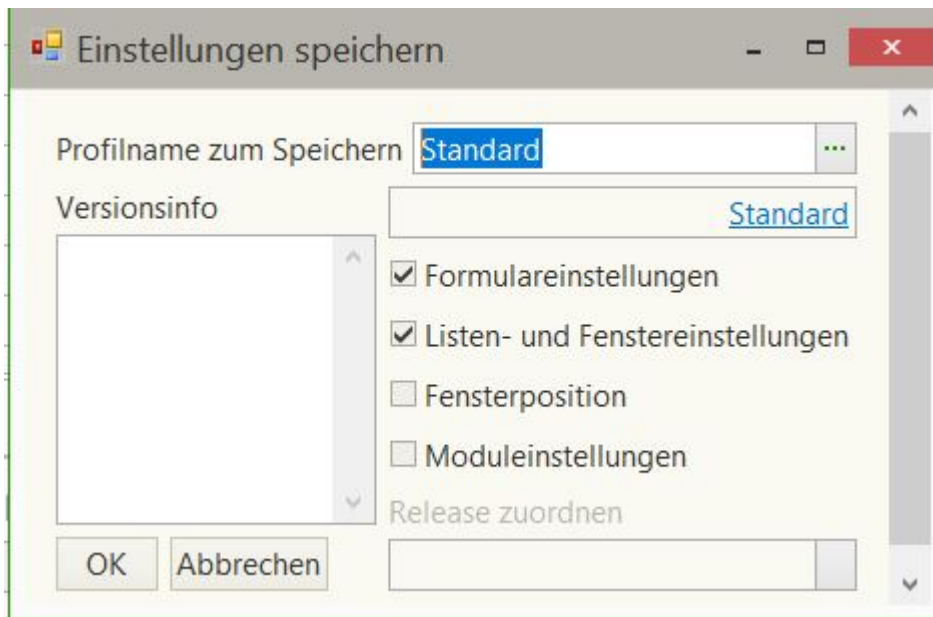 Einstellungen speichern
Profilname zum Speichern Standard ...
Versionsinfo
Standard
Formulareinstellungen
Listen- und Fenstereinstellungen
Fensterposition
Moduleinstellungen
Release zuordnen
OK Abbrechen